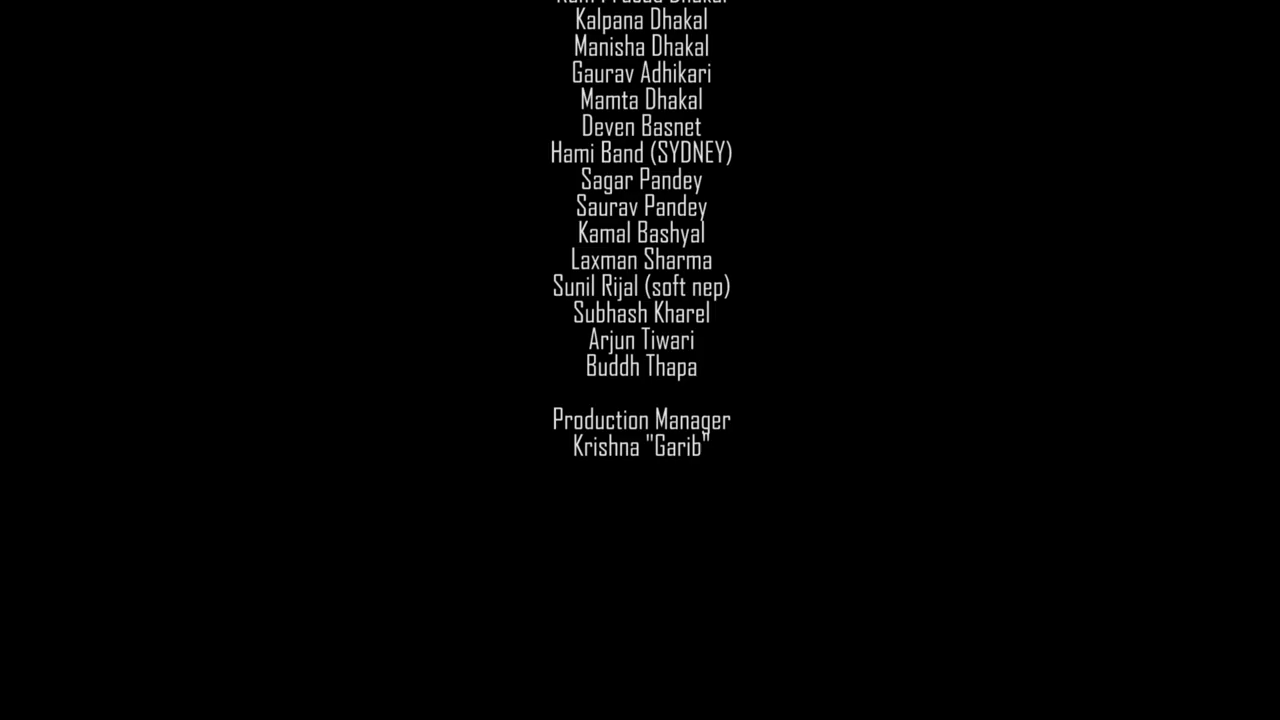 Kalpana Dhakal
Manisha Dhakal
Gaurav Adhikari
Mamta Dhakal
Deven Basnet
Hami Band (SYDNEY)
Sagar Pandey
Saurav Pandey
Kamal Bashyal
Laxman Sharma
Sunil Rijal (soft nep)
Subhash Kharel
Arjun Tiwari
Buddh Thapa
Production Manager
Krishna "Garib"